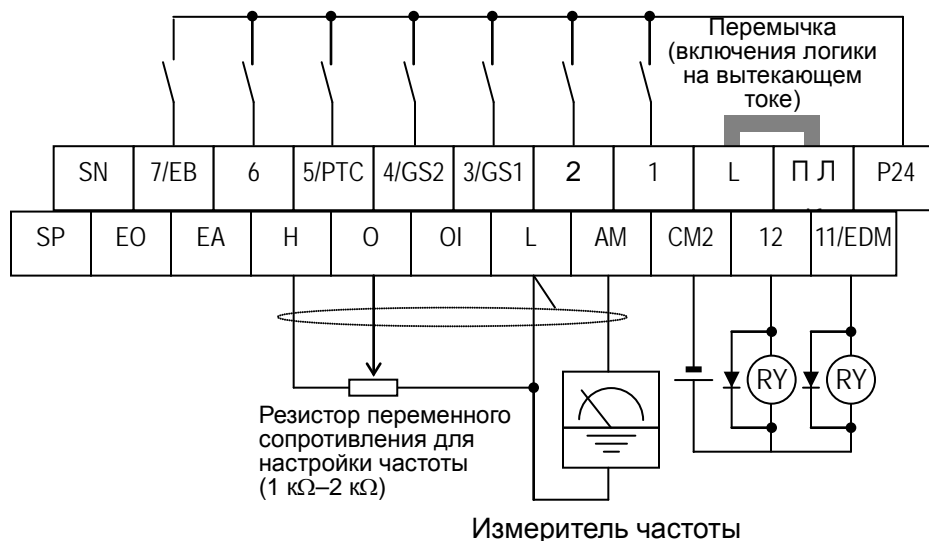 Перемычка
(включения логики
на вытекающем
токе)
SN 7/EB 6 5/PTC 4/GS2 3/GS1 2 1 L П Л P24
SP EO EA H O OI L AM CM2 12 11/EDM
RY RY
Резистор переменного
сопротивления для
настройки частоты
(1 кΩ–2 кΩ)
Измеритель частоты